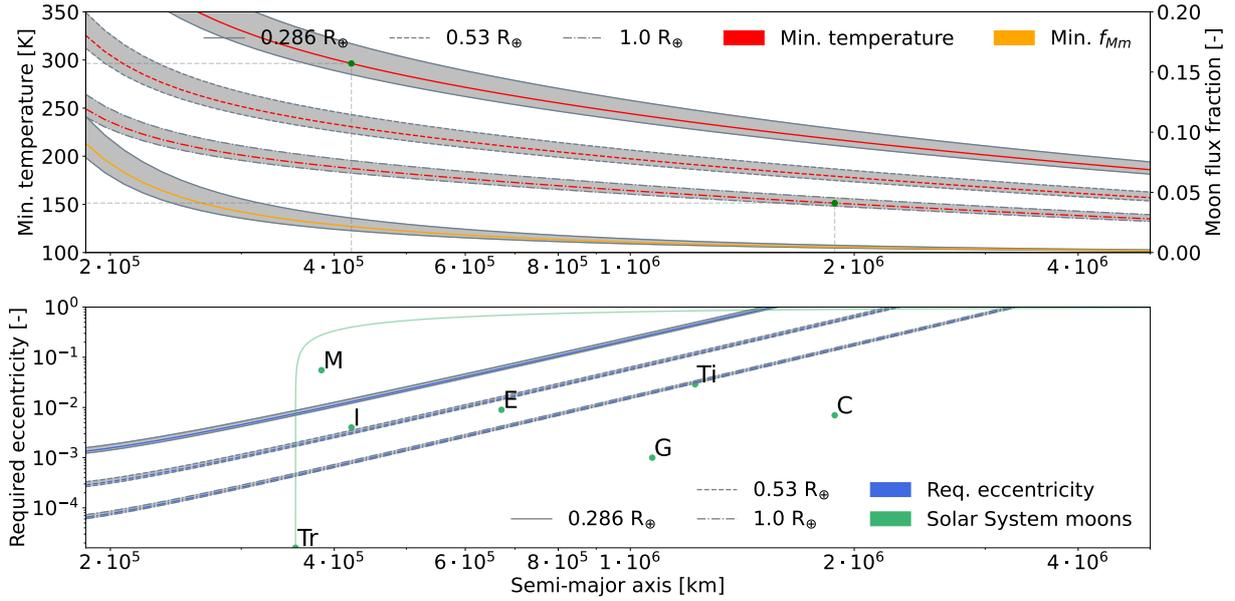 350
300
250
200
150
100
Min. temperature [K]
0.286 R⊕
0.53 R⊕
1.0 R⊕
Min. temperature
Min. f_Mm
0.20
0.15
0.10
0.05
0.00
Moon flux fraction [-]
2·10⁵
4·10⁵
6·10⁵
8·10⁵
1·10⁶
2·10⁶
4·10⁶
10⁰
10⁻¹
10⁻²
10⁻³
10⁻⁴
Required eccentricity [-]
M
I
E
Ti
G
C
Tr
0.53 R⊕
Req. eccentricity
0.286 R⊕
1.0 R⊕
Solar System moons
2·10⁵
4·10⁵
6·10⁵
8·10⁵
1·10⁶
2·10⁶
4·10⁶
Semi-major axis [km]